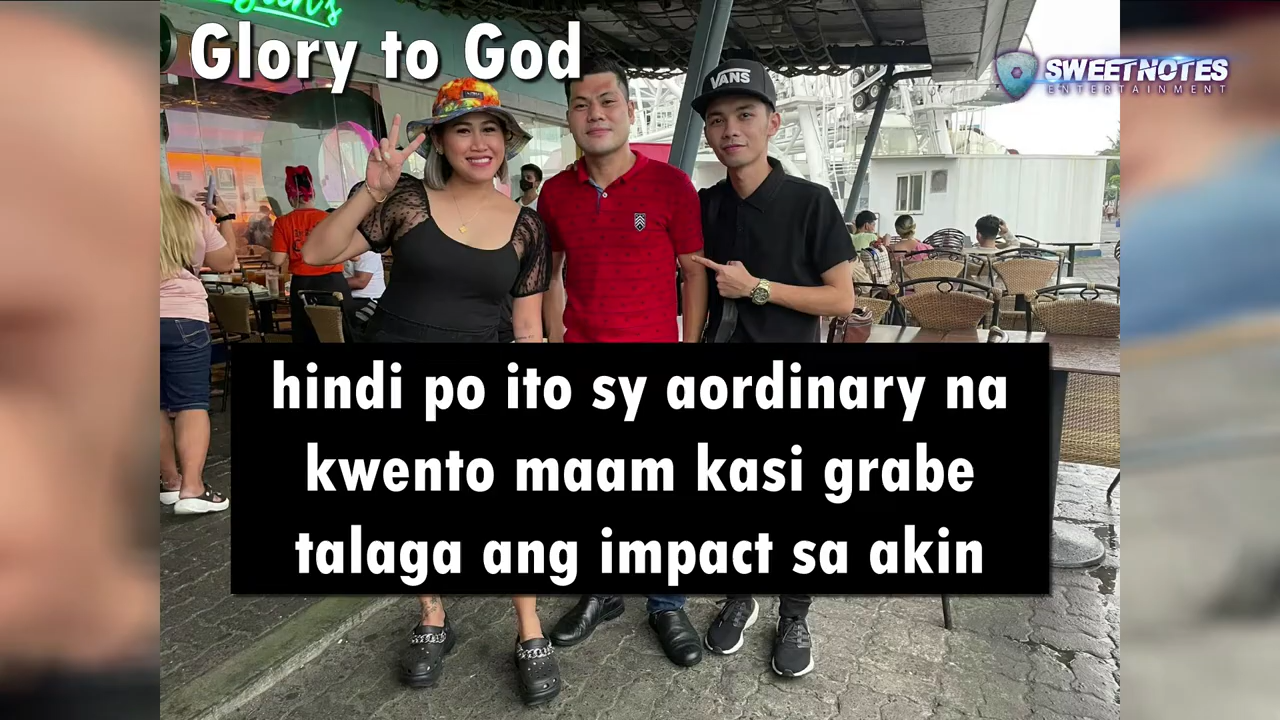 Glory to God
VANS
SWEETNOTES
ENTERTAINMENT
hindi po ito sy aordinary na
kwento maam kasi grabe
talaga ang impact sa akin